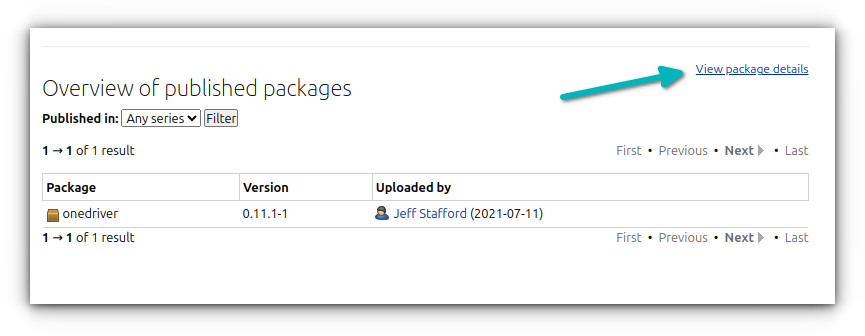 View package details
Overview of published packages
Published in: Any series Filter
1 → 1 of 1 result First • Previous • Next • Last
Package Version Uploaded by
onedriver 0.11.1-1 Jeff Stafford (2021-07-11)
1 → 1 of 1 result First • Previous • Next • Last